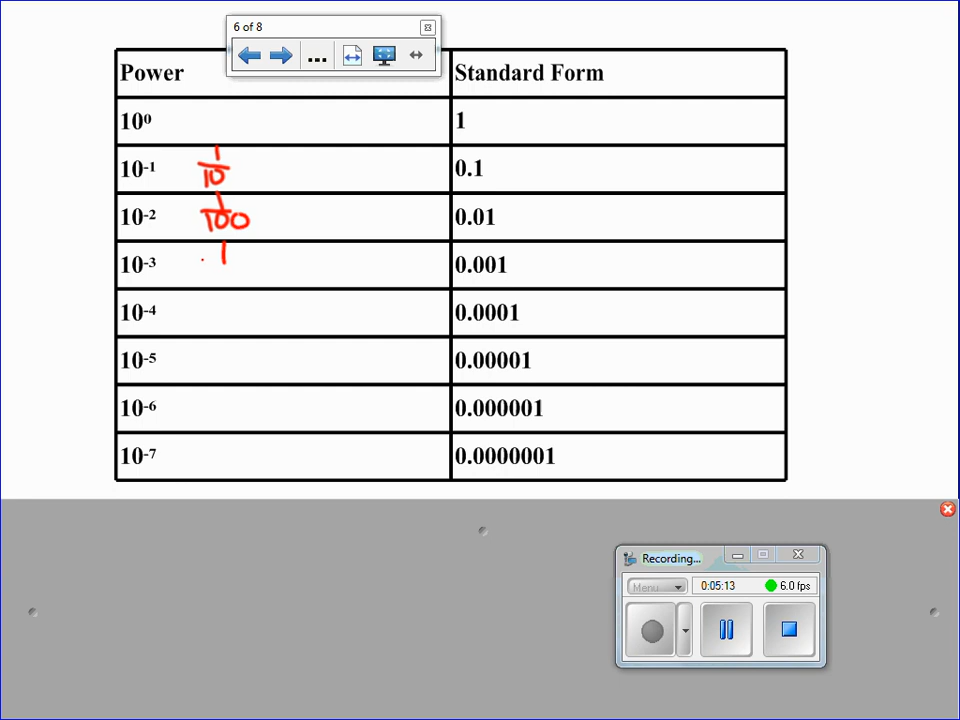 6 of 8
...
Power Standard Form
10⁰ 1
10⁻¹ 1/10 0.1
10⁻² 1/100 0.01
10⁻³ 1 0.001
10⁻⁴ 0.0001
10⁻⁵ 0.00001
10⁻⁶ 0.000001
10⁻⁷ 0.0000001
Recording...
Menu 0:05:13 6.0 fps